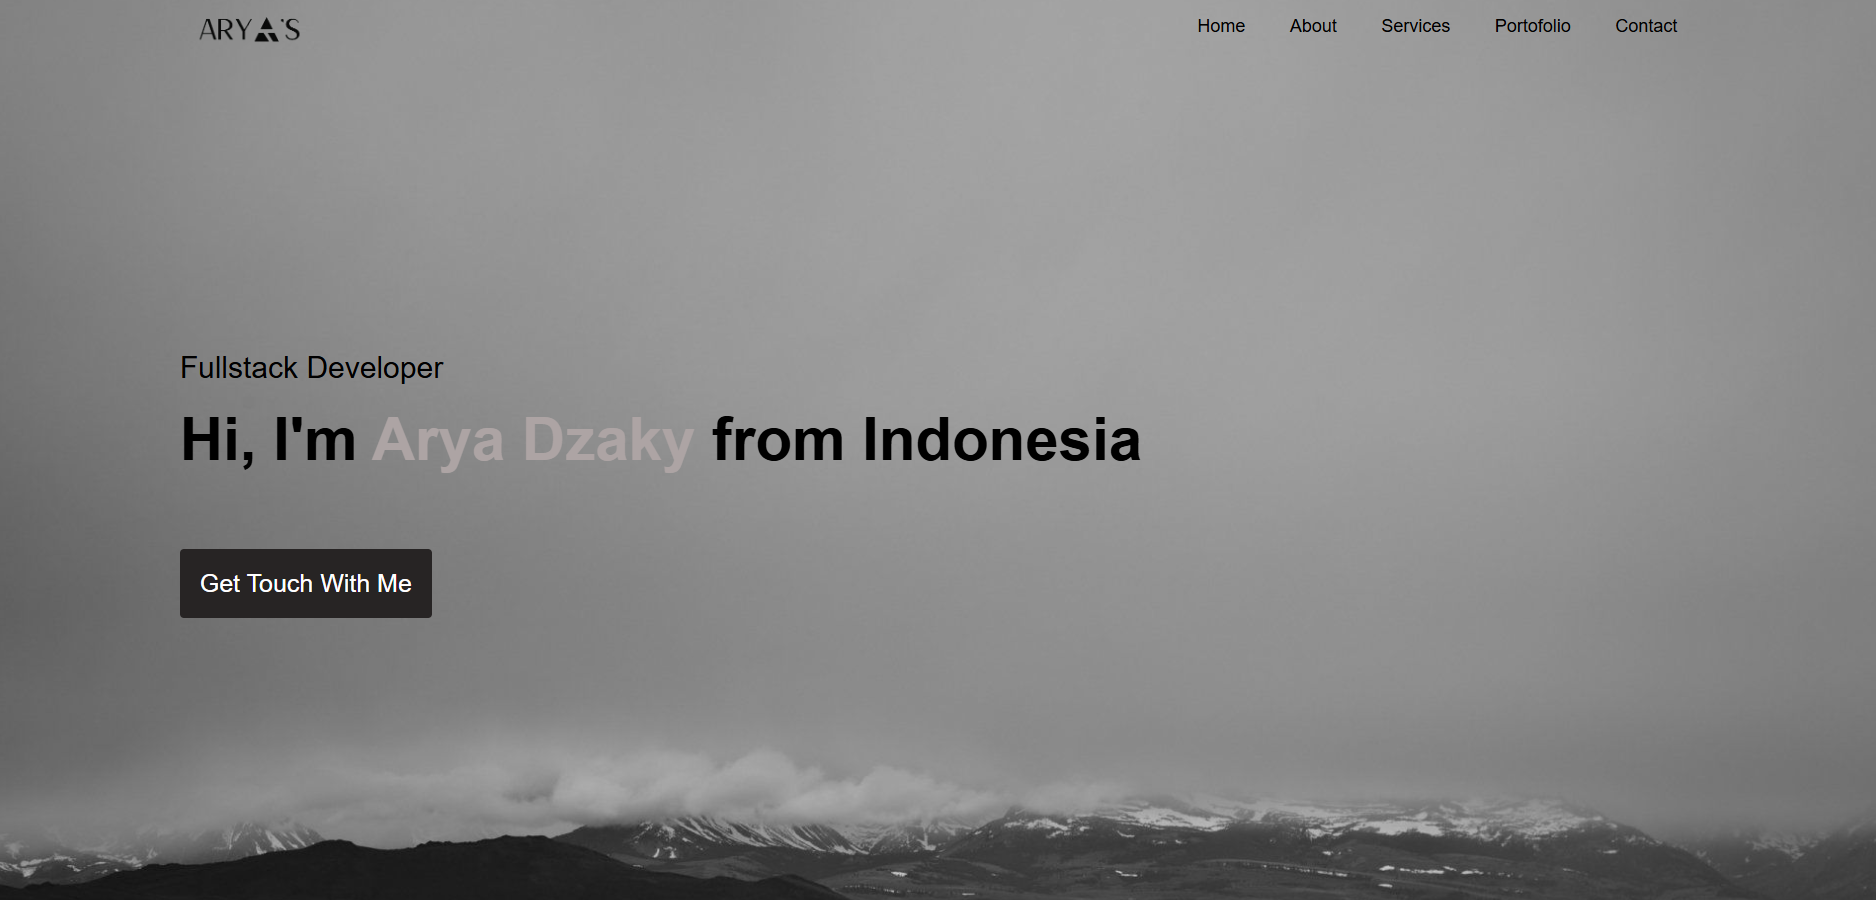 ARYA'S
Home About Services Portofolio Contact
Fullstack Developer
Hi, I'm Arya Dzaky from Indonesia
Get Touch With Me